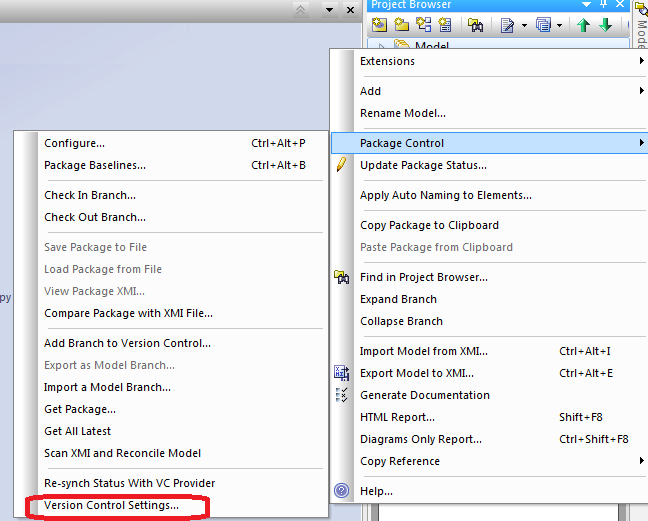 Project Browser
Model
Extensions
Add
Rename Model...
Package Control
Update Package Status...
Apply Auto Naming to Elements...
Copy Package to Clipboard
Paste Package from Clipboard
Find in Project Browser...
Expand Branch
Collapse Branch
Import Model from XMI... Ctrl+Alt+I
Export Model to XMI... Ctrl+Alt+E
Generate Documentation
HTML Report... Shift+F8
Diagrams Only Report... Ctrl+Shift+F8
Copy Reference
Help...
Configure... Ctrl+Alt+P
Package Baselines... Ctrl+Alt+B
Check In Branch...
Check Out Branch...
Save Package to File
Load Package from File
View Package XMI...
Compare Package with XMI File...
Add Branch to Version Control...
Export as Model Branch...
Import a Model Branch...
Get Package...
Get All Latest
Scan XMI and Reconcile Model
Re-synch Status With VC Provider
Version Control Settings...
py